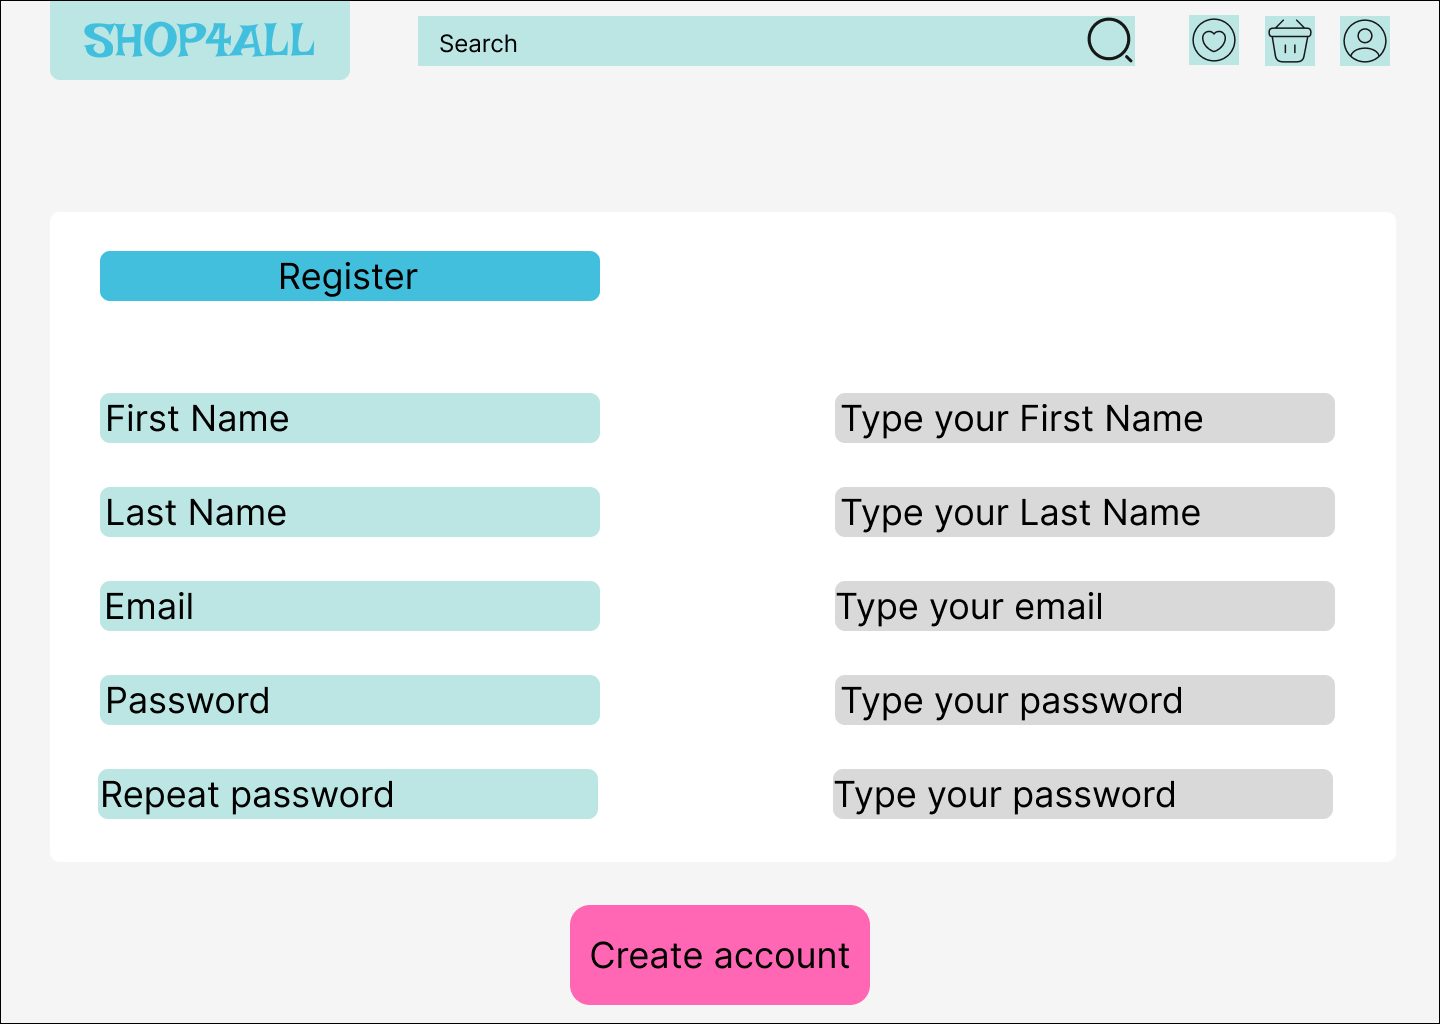 SHOP4ALL
Search
Register
First Name
Type your First Name
Last Name
Type your Last Name
Email
Type your email
Password
Type your password
Repeat password
Type your password
Create account